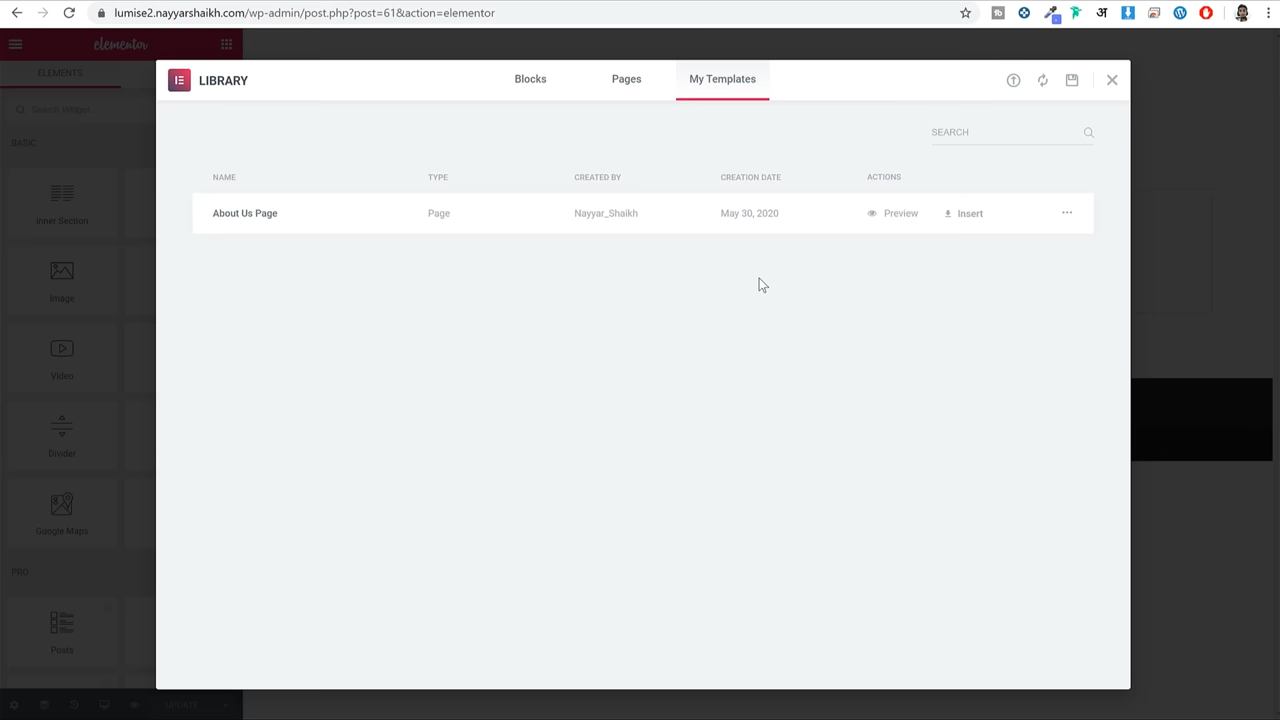 lumise2.nayyarshaikh.com/wp-admin/post.php?post=61&action=elementor
elementor
ELEMENTS
Search Widget
BASIC
Inner Section
Image
Video
Divider
Google Maps
PRO
Posts
UPDATE
LIBRARY
Blocks
Pages
My Templates
SEARCH
NAME TYPE CREATED BY CREATION DATE ACTIONS
About Us Page Page Nayyar_Shaikh May 30, 2020 Preview Insert ...